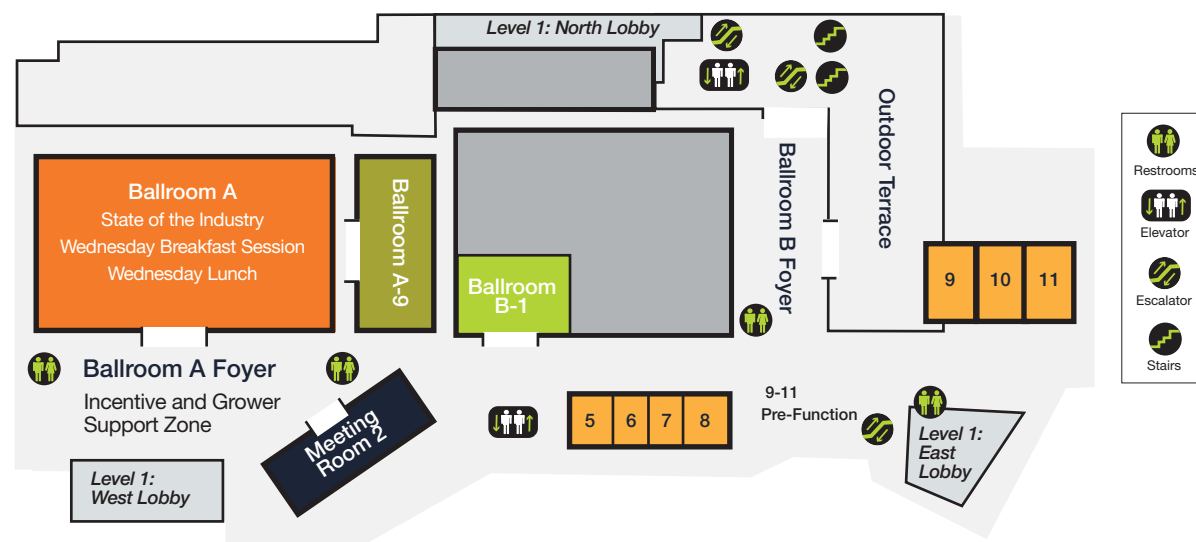 Level 1: North Lobby
Outdoor Terrace
Ballroom B Foyer
Ballroom A
State of the Industry
Wednesday Breakfast Session
Wednesday Lunch
Ballroom A-9
Ballroom
B-1
9
10
11
Ballroom A Foyer
Incentive and Grower
Support Zone
Meeting
Room 2
5
6
7
8
9-11
Pre-Function
Level 1:
East
Lobby
Level 1:
West Lobby
Restrooms
Elevator
Escalator
Stairs